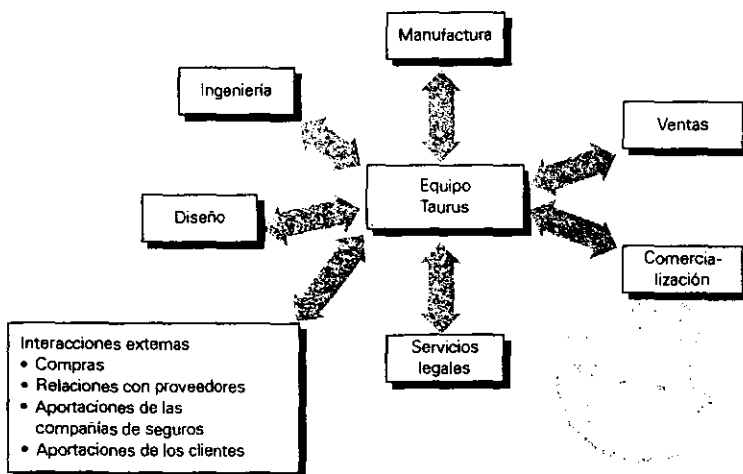 Manufactura
Ingeniería
Ventas
Equipo
Taurus
Diseño
Comercia-
lización
Servicios
legales
Interacciones externas
• Compras
• Relaciones con proveedores
• Aportaciones de las
compañías de seguros
• Aportaciones de los clientes